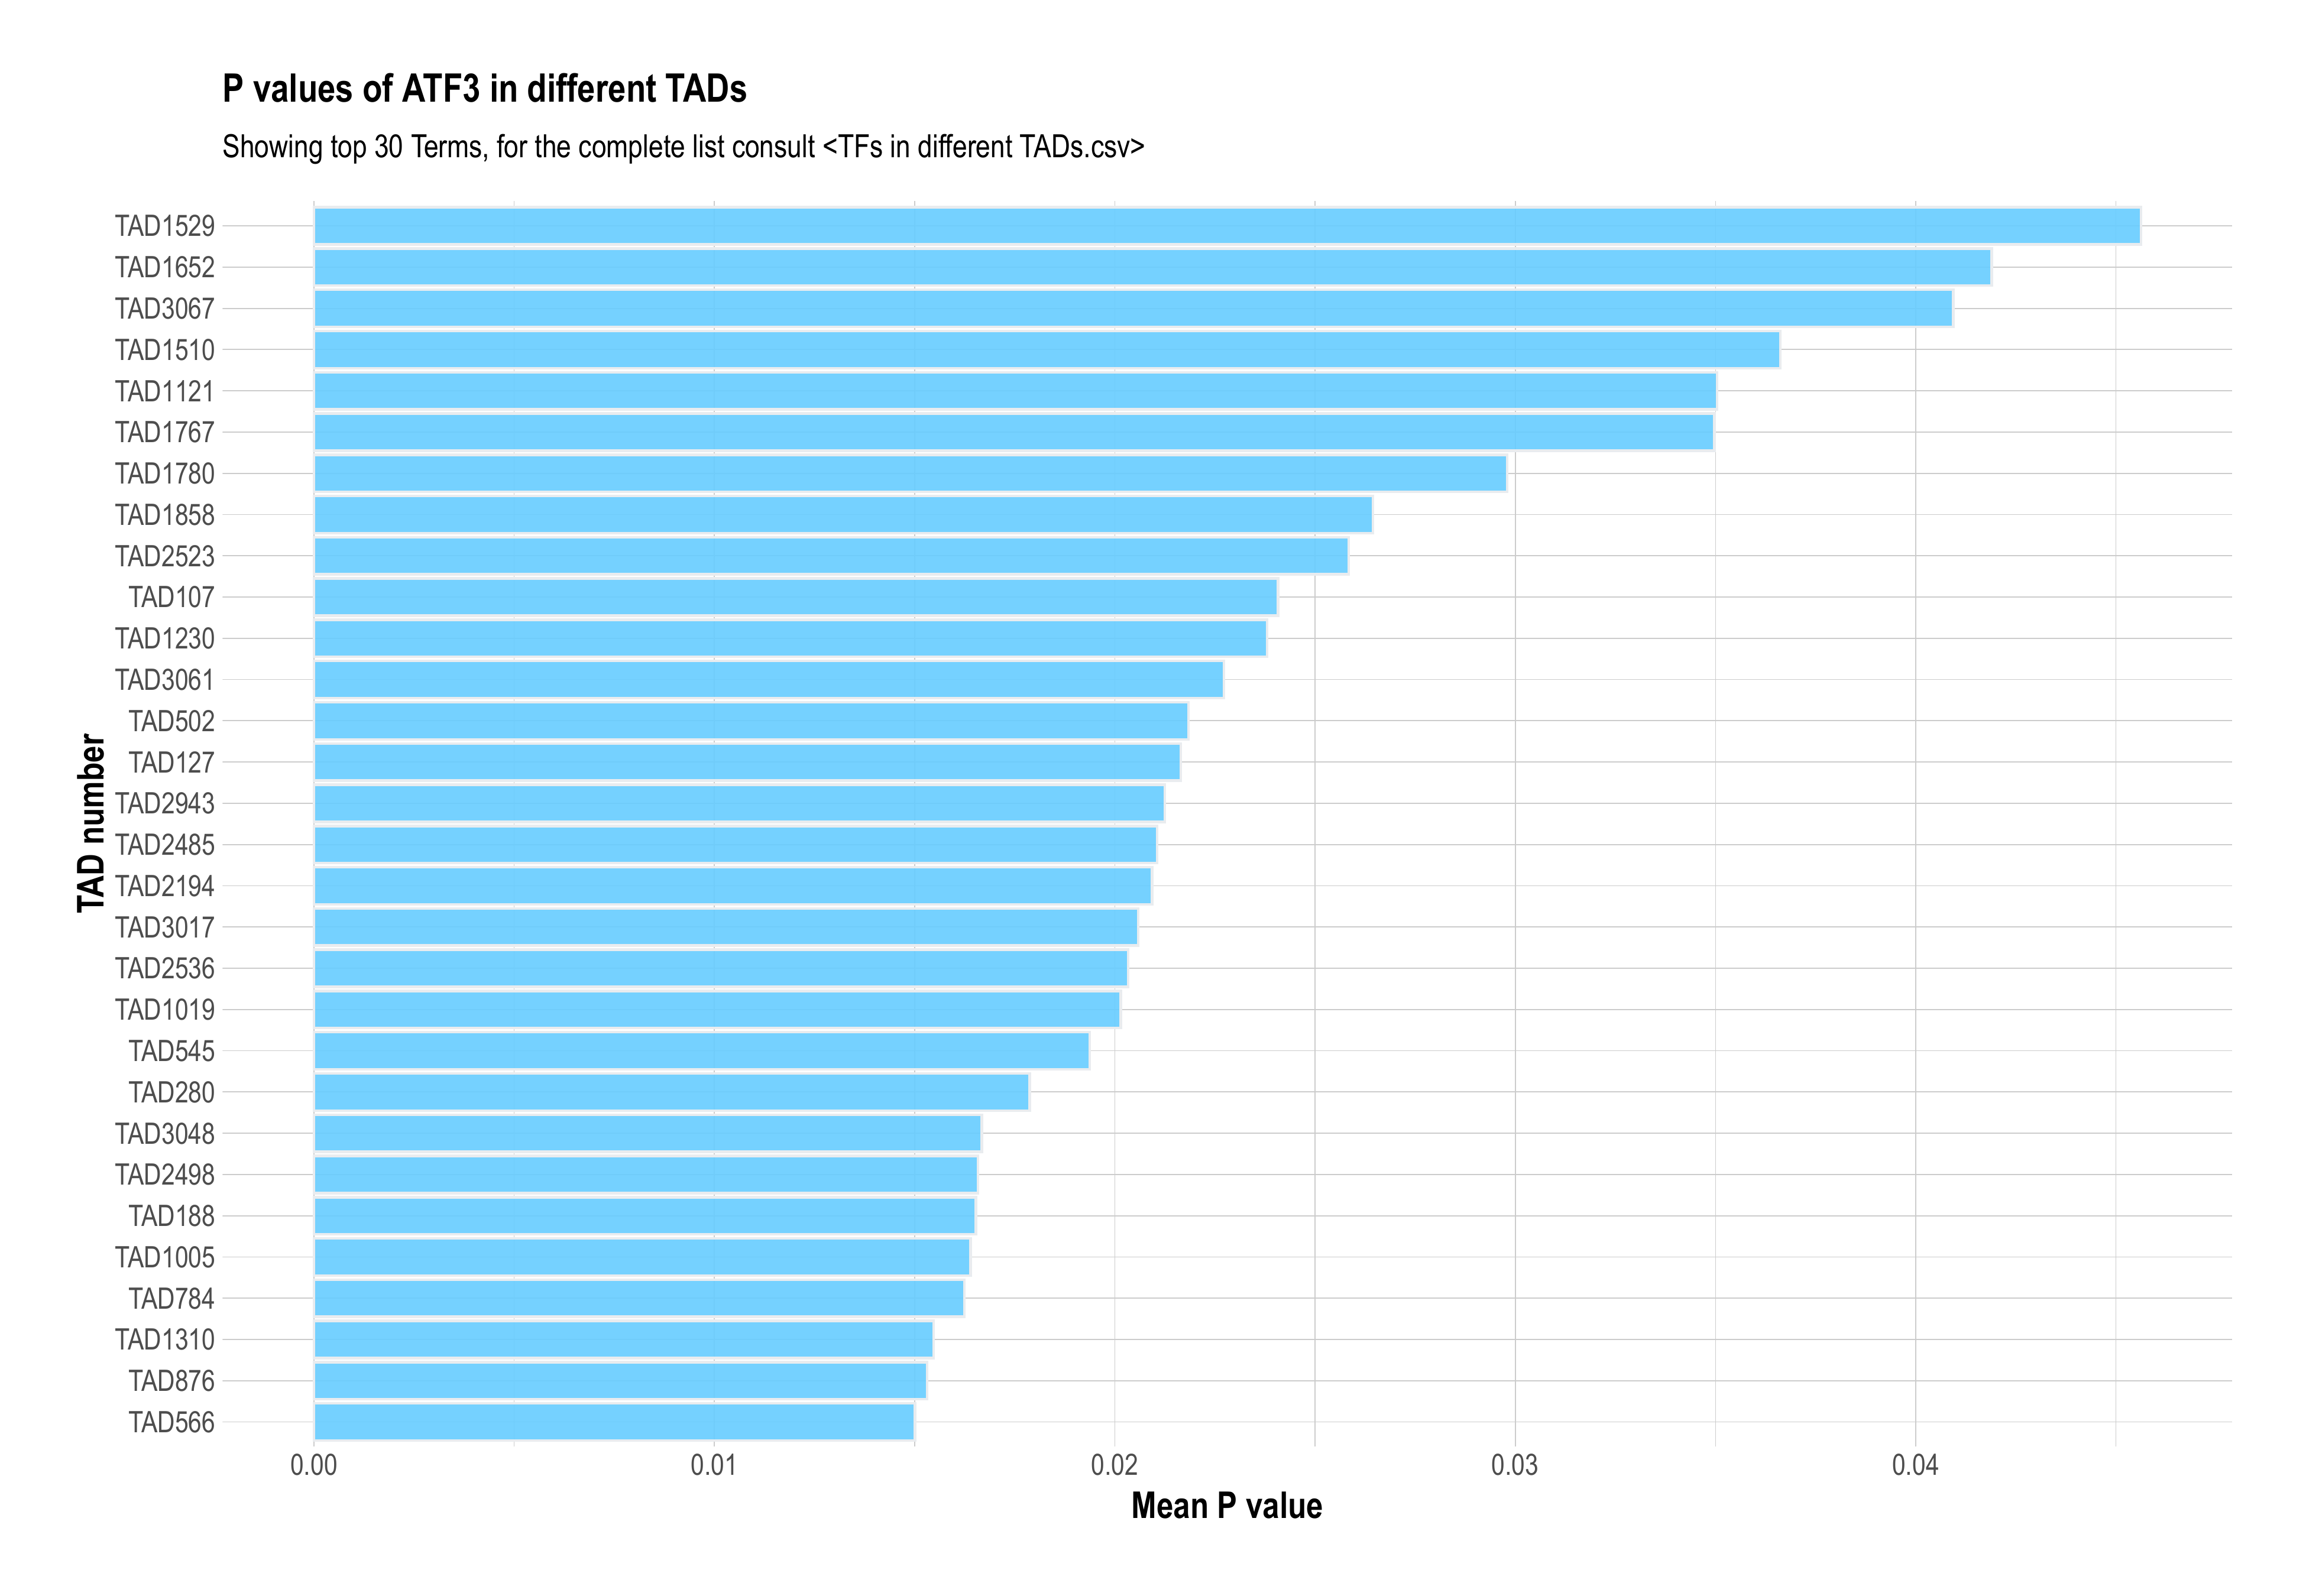 P values of ATF3 in different TADs
Showing top 30 Terms, for the complete list consult <TFs in different TADs.csv>
TAD number
TAD1529
TAD1652
TAD3067
TAD1510
TAD1121
TAD1767
TAD1780
TAD1858
TAD2523
TAD107
TAD1230
TAD3061
TAD502
TAD127
TAD2943
TAD2485
TAD2194
TAD3017
TAD2536
TAD1019
TAD545
TAD280
TAD3048
TAD2498
TAD188
TAD1005
TAD784
TAD1310
TAD876
TAD566
0.00 0.01 0.02 0.03 0.04
Mean P value